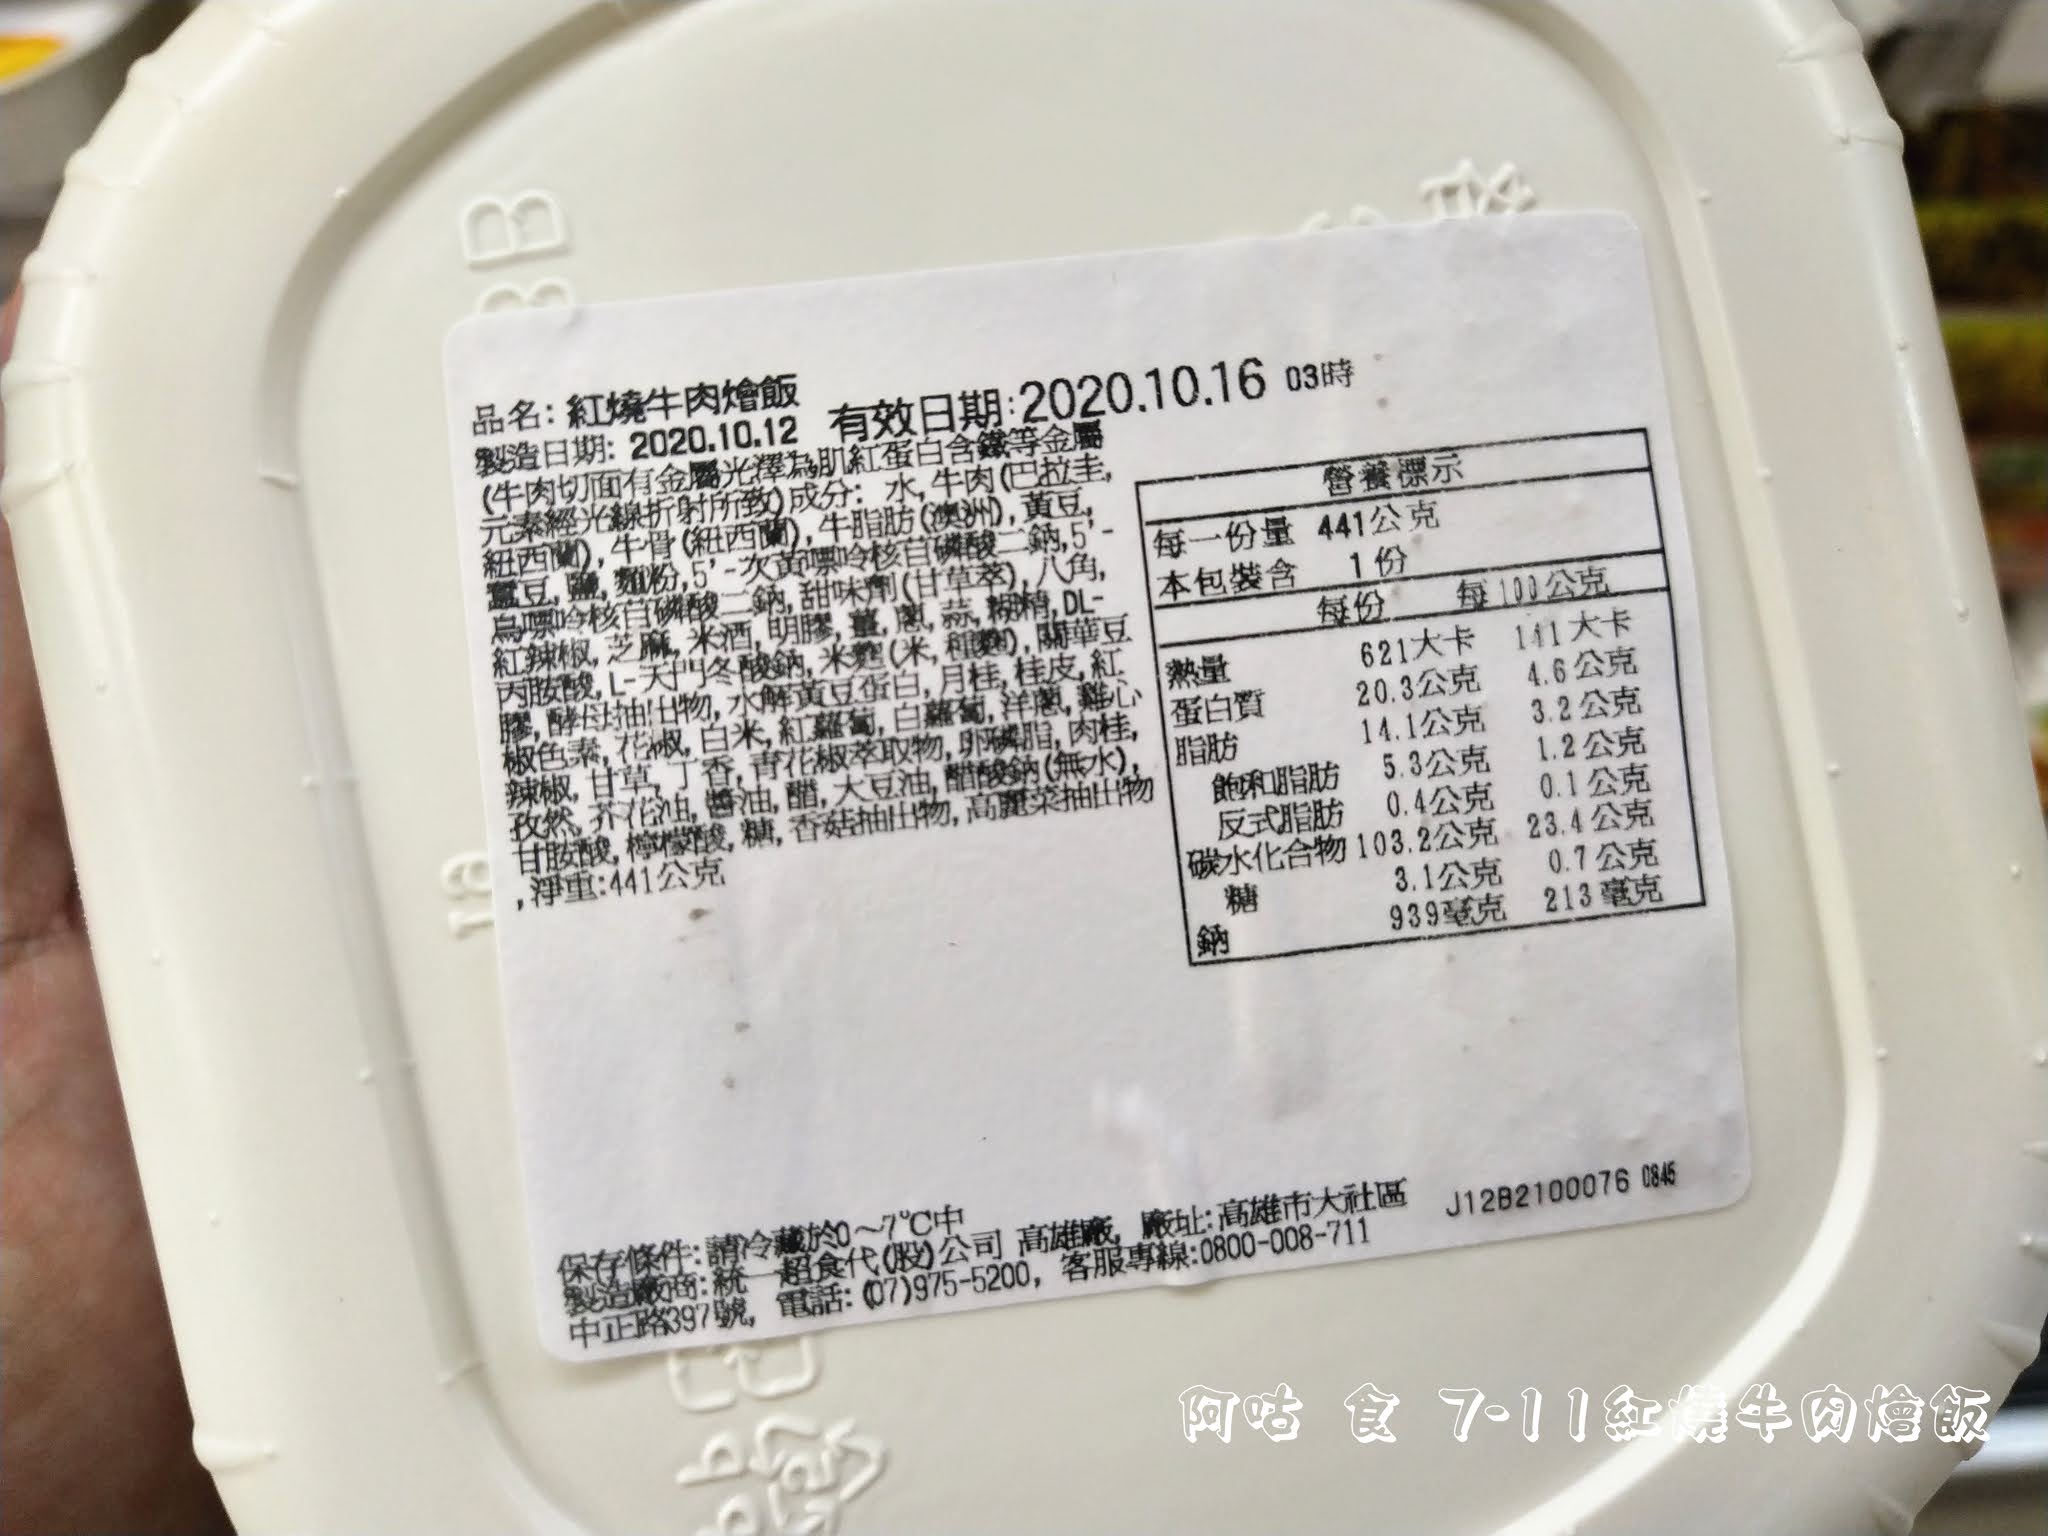 品名: 紅燒牛肉燴飯
製造日期: 2020.10.12 有效日期:2020.10.16 03時
(牛肉切面有金屬光澤為肌紅蛋白含鐵等金屬
元素經光線折射所致)成分: 水,牛肉(巴拉圭,
紐西蘭),牛骨(紐西蘭),牛脂肪(澳洲),黃豆,
蠶豆,鹽,麵粉,5'-次黃嘌呤核苷磷酸二鈉,5'-
鳥嘌呤核苷磷酸二鈉,甜味劑(甘草萃),八角,
紅辣椒,芝麻,米酒,明膠,薑,蔥,蒜,糊精,DL-
丙胺酸,L-天門冬酸鈉,米麴(米,種麴),關華豆
膠,酵母抽出物,水解黃豆蛋白,月桂,桂皮,紅
椒色素,花椒,白米,紅蘿蔔,白蘿蔔,洋蔥,雞心
辣椒,甘草,丁香,青花椒萃取物,卵磷脂,肉桂,
孜然,芥花油,醬油,醋,大豆油,醋酸鈉(無水),
甘胺酸,檸檬酸,糖,香菇抽出物,高麗菜抽出物
,淨重:441公克
營養標示
每一份量 441公克
本包裝含 1份
每份 每100公克
熱量 621大卡 141大卡
蛋白質 20.3公克 4.6公克
脂肪 14.1公克 3.2公克
飽和脂肪 5.3公克 1.2公克
反式脂肪 0.4公克 0.1公克
碳水化合物 103.2公克 23.4公克
糖 3.1公克 0.7公克
鈉 939毫克 213毫克
保存條件:請冷藏於0~7℃中
製造廠商:統一超食代(股)公司 高雄廠, 廠址:高雄市大社區
中正路397號, 電話:(07)975-5200, 客服專線:0800-008-711
J12B2100076 0845
阿咕 食 7-11紅燒牛肉燴飯